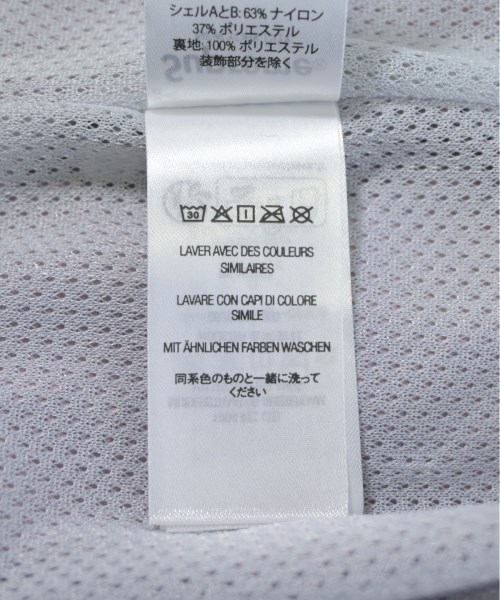 シェルAとB: 63% ナイロン
37% ポリエステル
裏地: 100% ポリエステル
装飾部分を除く
Supreme
30
LAVER AVEC DES COULEURS
SIMILAIRES
LAVARE CON CAPI DI COLORE
SIMILE
MIT ÄHNLICHEN FARBEN WASCHEN
同系色のものと一緒に洗って
ください